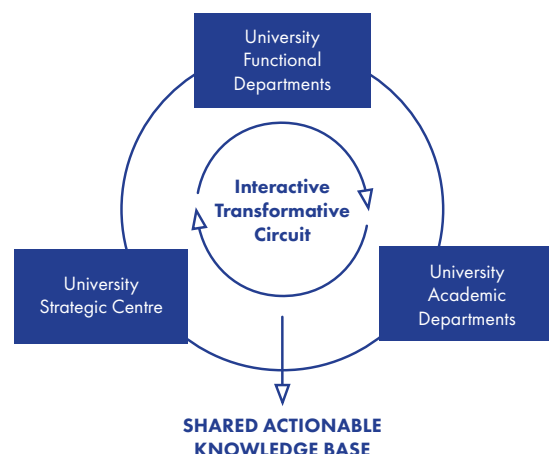 University
Functional
Departments
Interactive
Transformative
Circuit
University
Strategic Centre
University
Academic
Departments
SHARED ACTIONABLE
KNOWLEDGE BASE